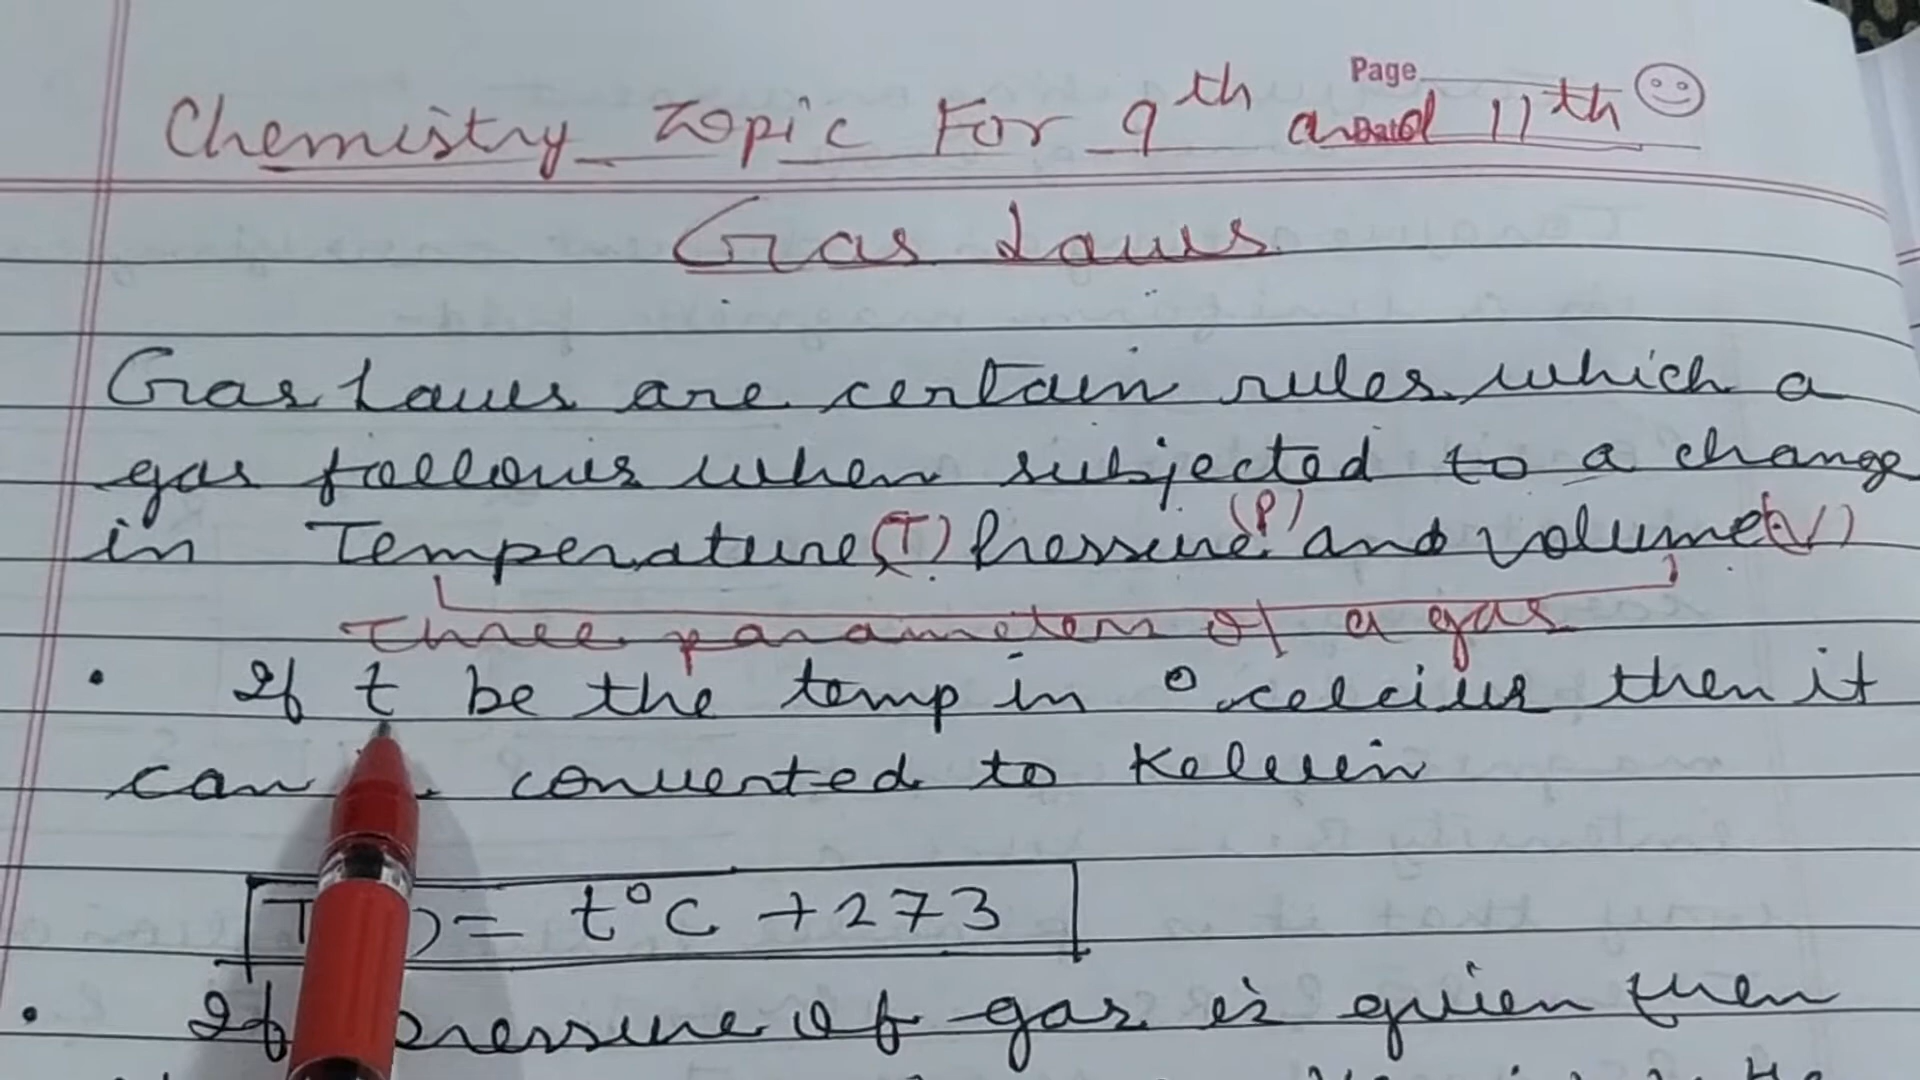 Page
Chemistry Topic For 9th and 11th
Gas Laws
Gas Laws are certain rules which a
gas follows when subjected to a change
in Temperature(T) Pressure(P) and volume(V)
three parameters of a gas
• If t be the temp in °celcius then it
can converted to Kelvin
T = t°C + 273
• If pressure of gas is given then